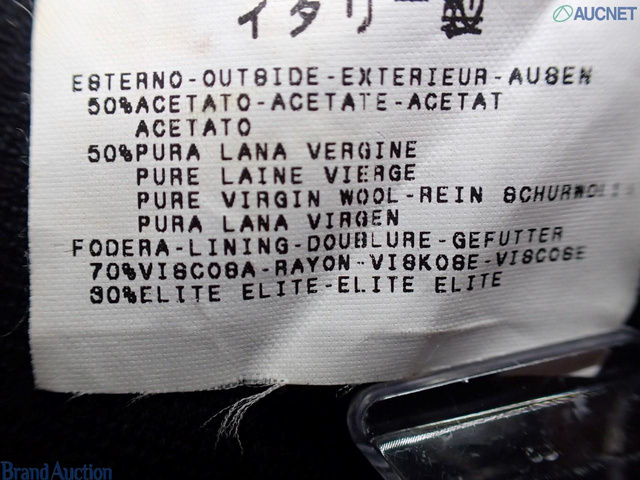 イタリー製
AUCNET
ESTERNO-OUTSIDE-EXTERIEUR-AUSEN
50%ACETATO-ACETATE-ACETAT
ACETATO
50%PURA LANA VERGINE
PURE LAINE VIERGE
PURE VIRGIN WOOL-REIN
PURA LANA VIRGEN
FODERA-LINING-DOUBLURE-GEFUTTER
70%VISCOSA-RAYON-VISKOSE-VISCOSE
30%ELITE ELITE-ELITE ELITE
Brand Auction